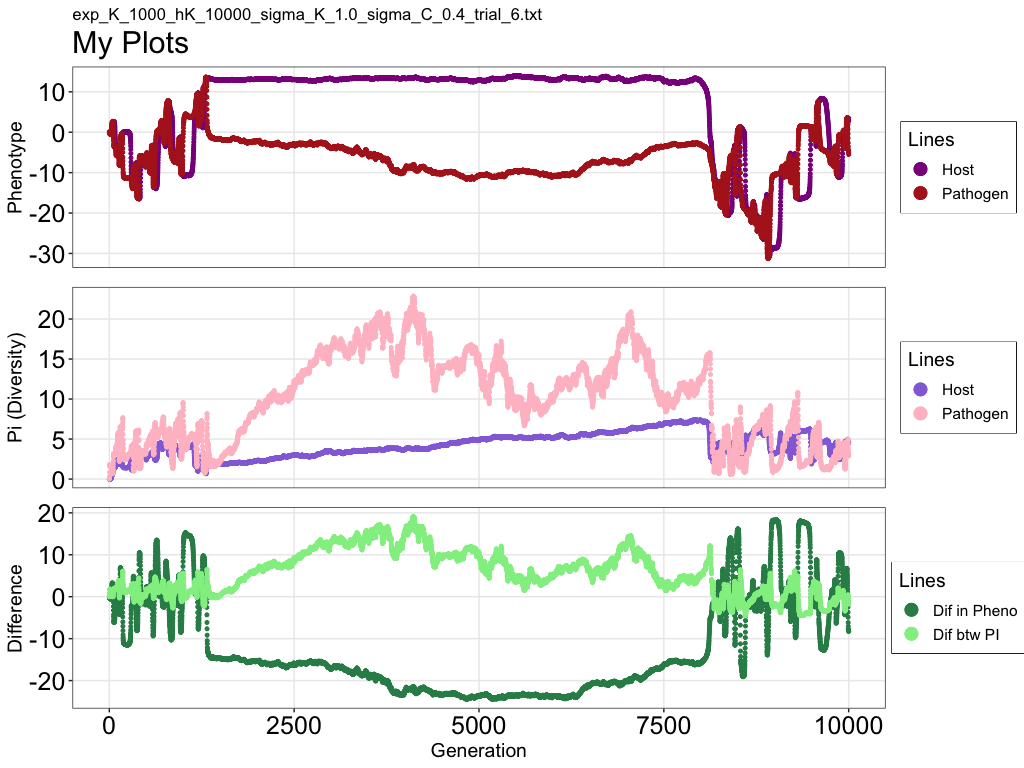 exp_K_1000_hK_10000_sigma_K_1.0_sigma_C_0.4_trial_6.txt
My Plots
Phenotype
10
0
-10
-20
-30
Lines
Host
Pathogen
Pi (Diversity)
20
15
10
5
0
Lines
Host
Pathogen
Difference
20
10
0
-10
-20
Lines
Dif in Pheno
Dif btw PI
0 2500 5000 7500 10000
Generation